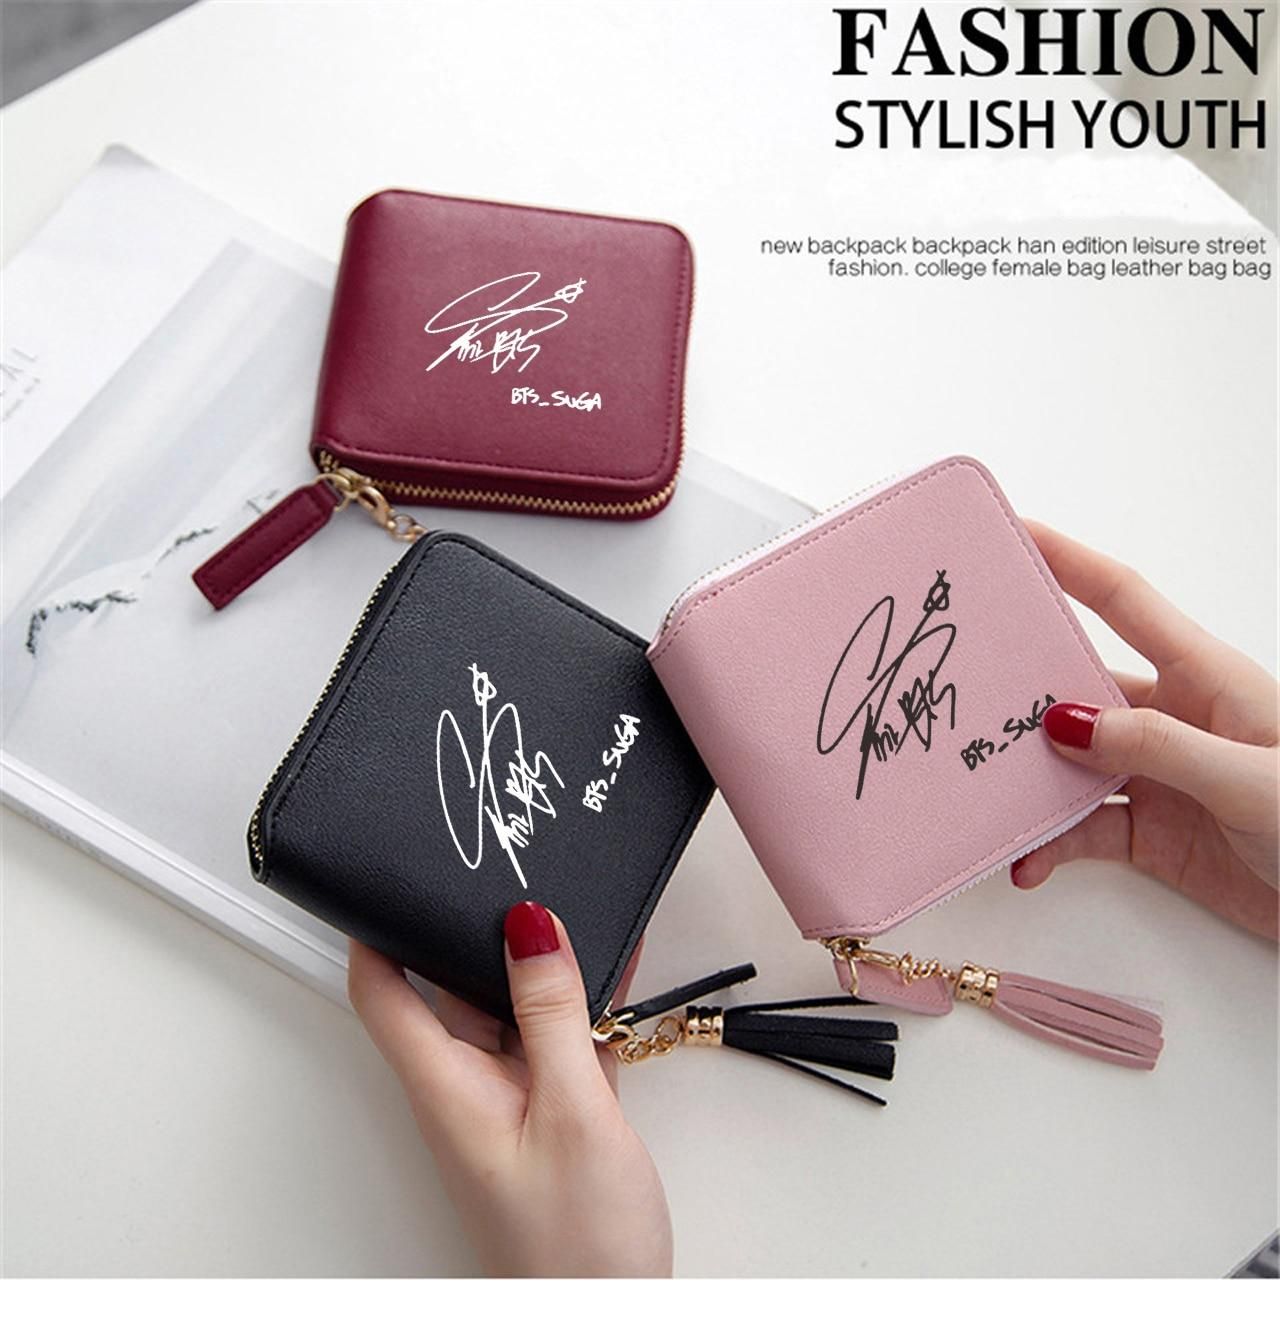 FASHION
STYLISH YOUTH
new backpack backpack han edition leisure street
fashion. college female bag leather bag bag
BTS_SUGA
BTS_SUGA
BTS_SUGA